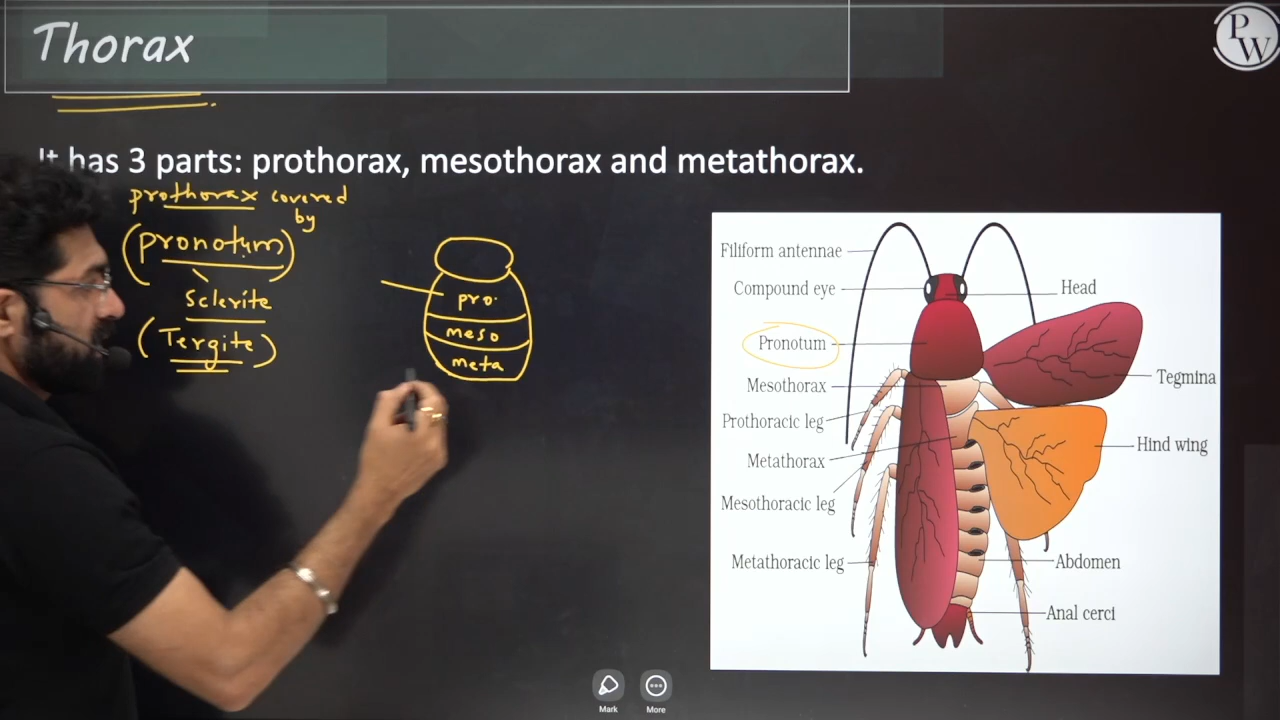 Thorax
PW
It has 3 parts: prothorax, mesothorax and metathorax.
prothorax covered
by
(pronotum)
sclerite
(Tergite)
pro.
meso
meta
Filiform antennae
Compound eye
Head
Pronotum
Tegmina
Mesothorax
Prothoracic leg
Hind wing
Metathorax
Mesothoracic leg
Metathoracic leg
Abdomen
Anal cerci
Mark
More